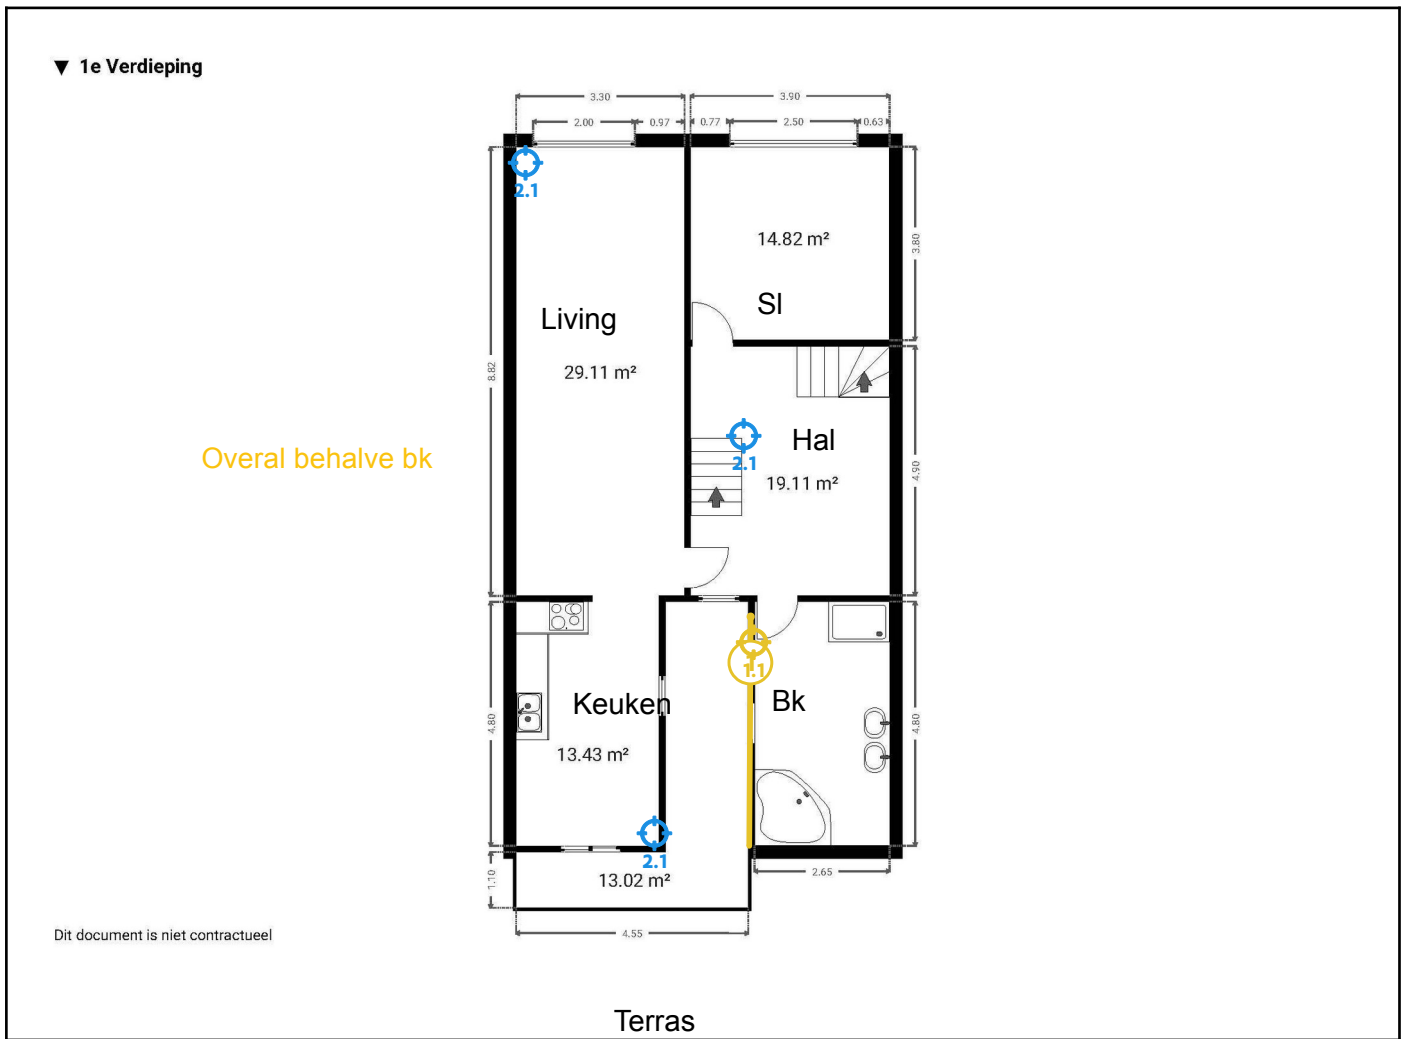 ▼ 1e Verdieping
3.30
3.90
2.00
0.97
0.77
2.50
0.63
2.1
14.82 m²
3.80
Sl
Living
29.11 m²
8.82
Overal behalve bk
2.1
Hal
19.11 m²
4.90
1.1
Keuken
Bk
4.80
13.43 m²
4.80
2.1
13.02 m²
1.10
2.65
4.55
Dit document is niet contractueel
Terras